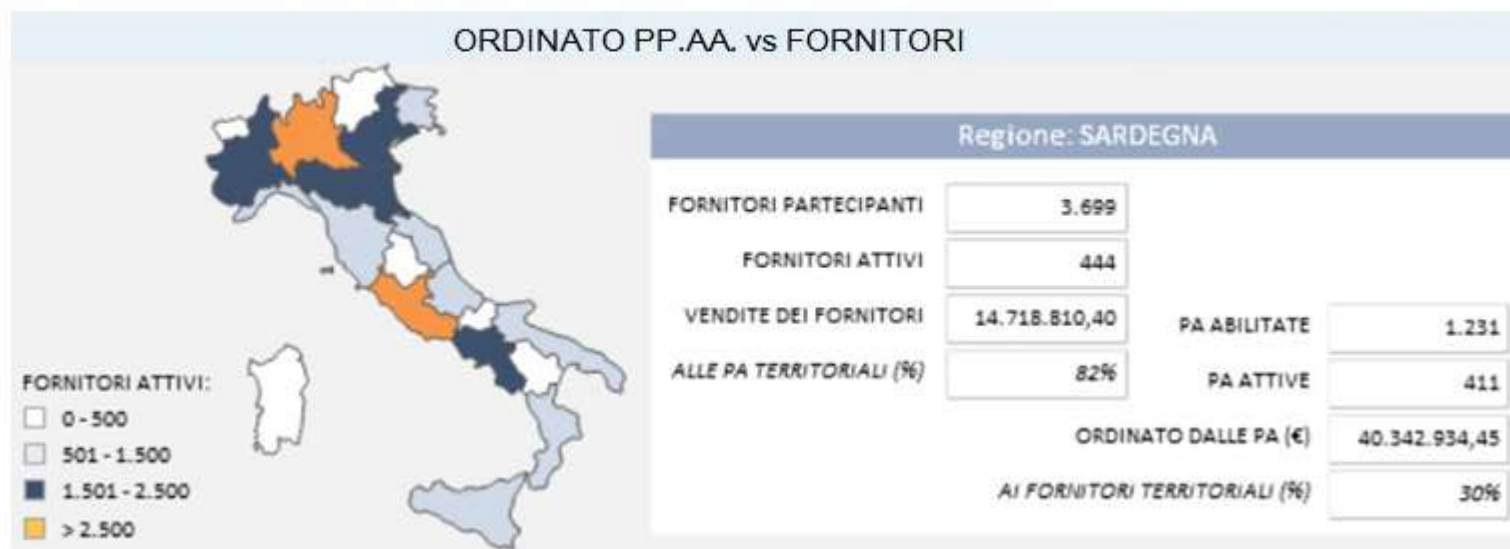 ORDINATO PP.AA. vs FORNITORI
Regione: SARDEGNA
FORNITORI PARTECIPANTI 3.699
FORNITORI ATTIVI 444
VENDITE DEI FORNITORI 14.718.810,40
ALLE PA TERRITORIALI (%) 82%
PA ABILITATE 1.231
PA ATTIVE 411
ORDINATO DALLE PA (€) 40.342.934,45
AI FORNITORI TERRITORIALI (%) 30%
FORNITORI ATTIVI:
0 - 500
501 - 1.500
1.501 - 2.500
> 2.500